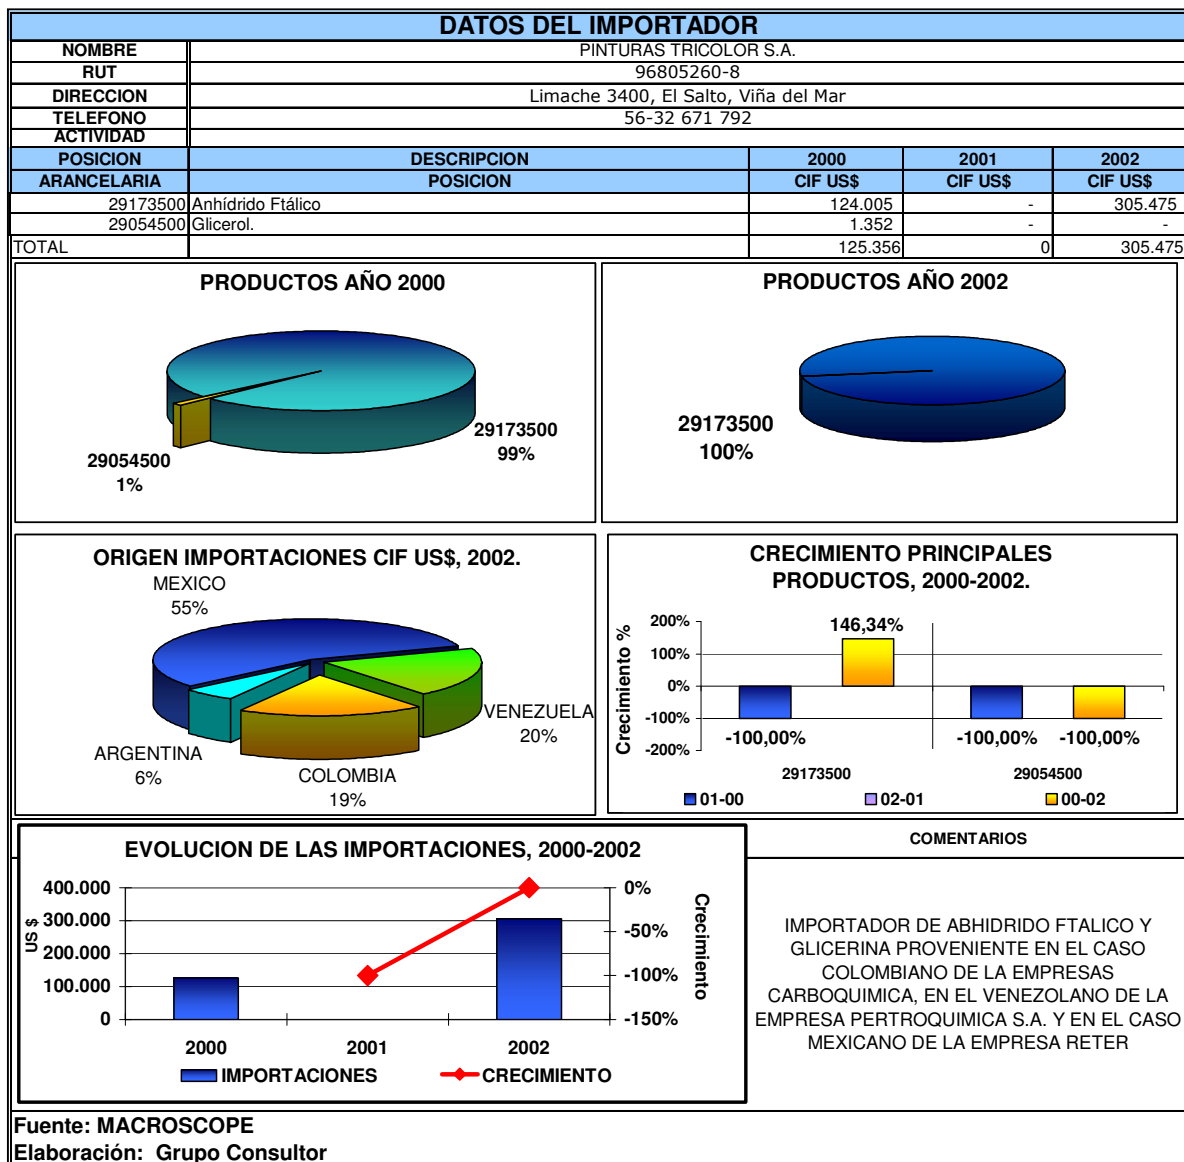 DATOS DEL IMPORTADOR
NOMBRE PINTURAS TRICOLOR S.A.
RUT 96805260-8
DIRECCION Limache 3400, El Salto, Viña del Mar
TELEFONO 56-32 671 792
ACTIVIDAD
POSICION DESCRIPCION 2000 2001 2002
ARANCELARIA POSICION CIF US$ CIF US$ CIF US$
29173500 Anhídrido Ftálico 124.005 - 305.475
29054500 Glicerol. 1.352 - -
TOTAL 125.356 0 305.475
PRODUCTOS AÑO 2000
29173500
99%
29054500
1%
PRODUCTOS AÑO 2002
29173500
100%
ORIGEN IMPORTACIONES CIF US$, 2002.
MEXICO
55%
VENEZUELA
20%
ARGENTINA
6%
COLOMBIA
19%
CRECIMIENTO PRINCIPALES
PRODUCTOS, 2000-2002.
Crecimiento %
200%
100%
0%
-100%
-200%
146,34%
-100,00% -100,00% -100,00%
29173500 29054500
01-00 02-01 00-02
EVOLUCION DE LAS IMPORTACIONES, 2000-2002
US $
400.000
300.000
200.000
100.000
0
0%
-50%
-100%
-150%
Crecimiento
2000 2001 2002
IMPORTACIONES CRECIMIENTO
COMENTARIOS
IMPORTADOR DE ABHIDRIDO FTALICO Y
GLICERINA PROVENIENTE EN EL CASO
COLOMBIANO DE LA EMPRESAS
CARBOQUIMICA, EN EL VENEZOLANO DE LA
EMPRESA PERTROQUIMICA S.A. Y EN EL CASO
MEXICANO DE LA EMPRESA RETER
Fuente: MACROSCOPE
Elaboración: Grupo Consultor